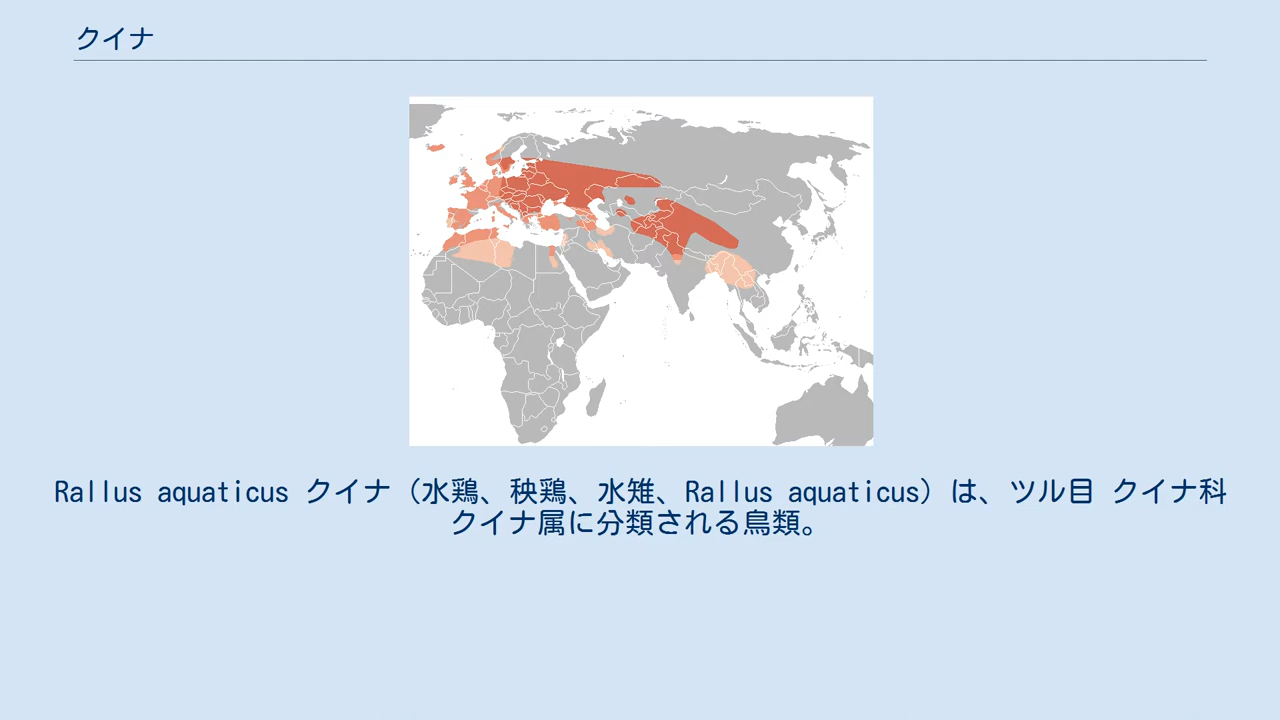 クイナ
Rallus aquaticus クイナ（水鶏、秧鶏、水雉、Rallus aquaticus）は、ツル目 クイナ科
クイナ属に分類される鳥類。